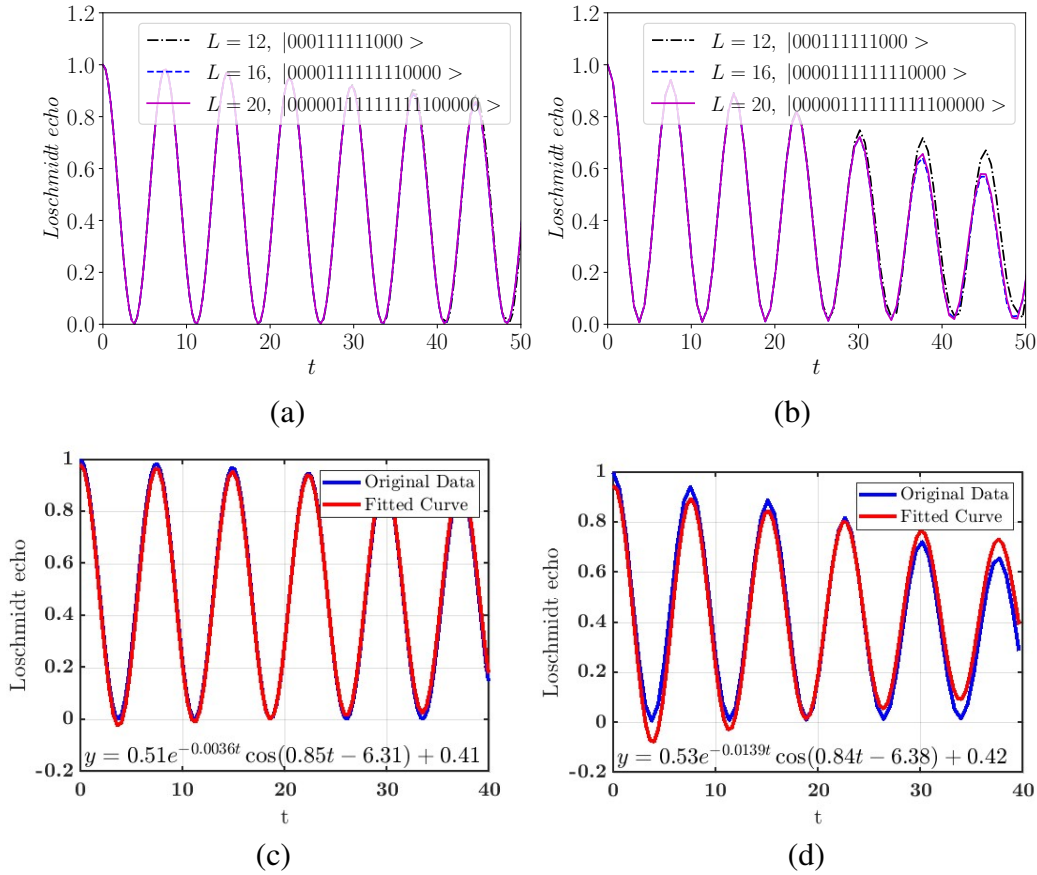 1.2
1.0
0.8
0.6
0.4
0.2
0.0
Loschmidt echo
L = 12, |000111111000 >
L = 16, |0000111111110000 >
L = 20, |00000111111111100000 >
0 10 20 30 40 50
t
(a)
1.2
1.0
0.8
0.6
0.4
0.2
0.0
Loschmidt echo
L = 12, |000111111000 >
L = 16, |0000111111110000 >
L = 20, |00000111111111100000 >
0 10 20 30 40 50
t
(b)
1
0.8
0.6
0.4
0.2
0
-0.2
Loschmidt echo
Original Data
Fitted Curve
y = 0.51e^{-0.0036t} cos(0.85t − 6.31) + 0.41
0 10 20 30 40
t
(c)
1
0.8
0.6
0.4
0.2
0
-0.2
Loschmidt echo
Original Data
Fitted Curve
y = 0.53e^{-0.0139t} cos(0.84t − 6.38) + 0.42
0 10 20 30 40
t
(d)